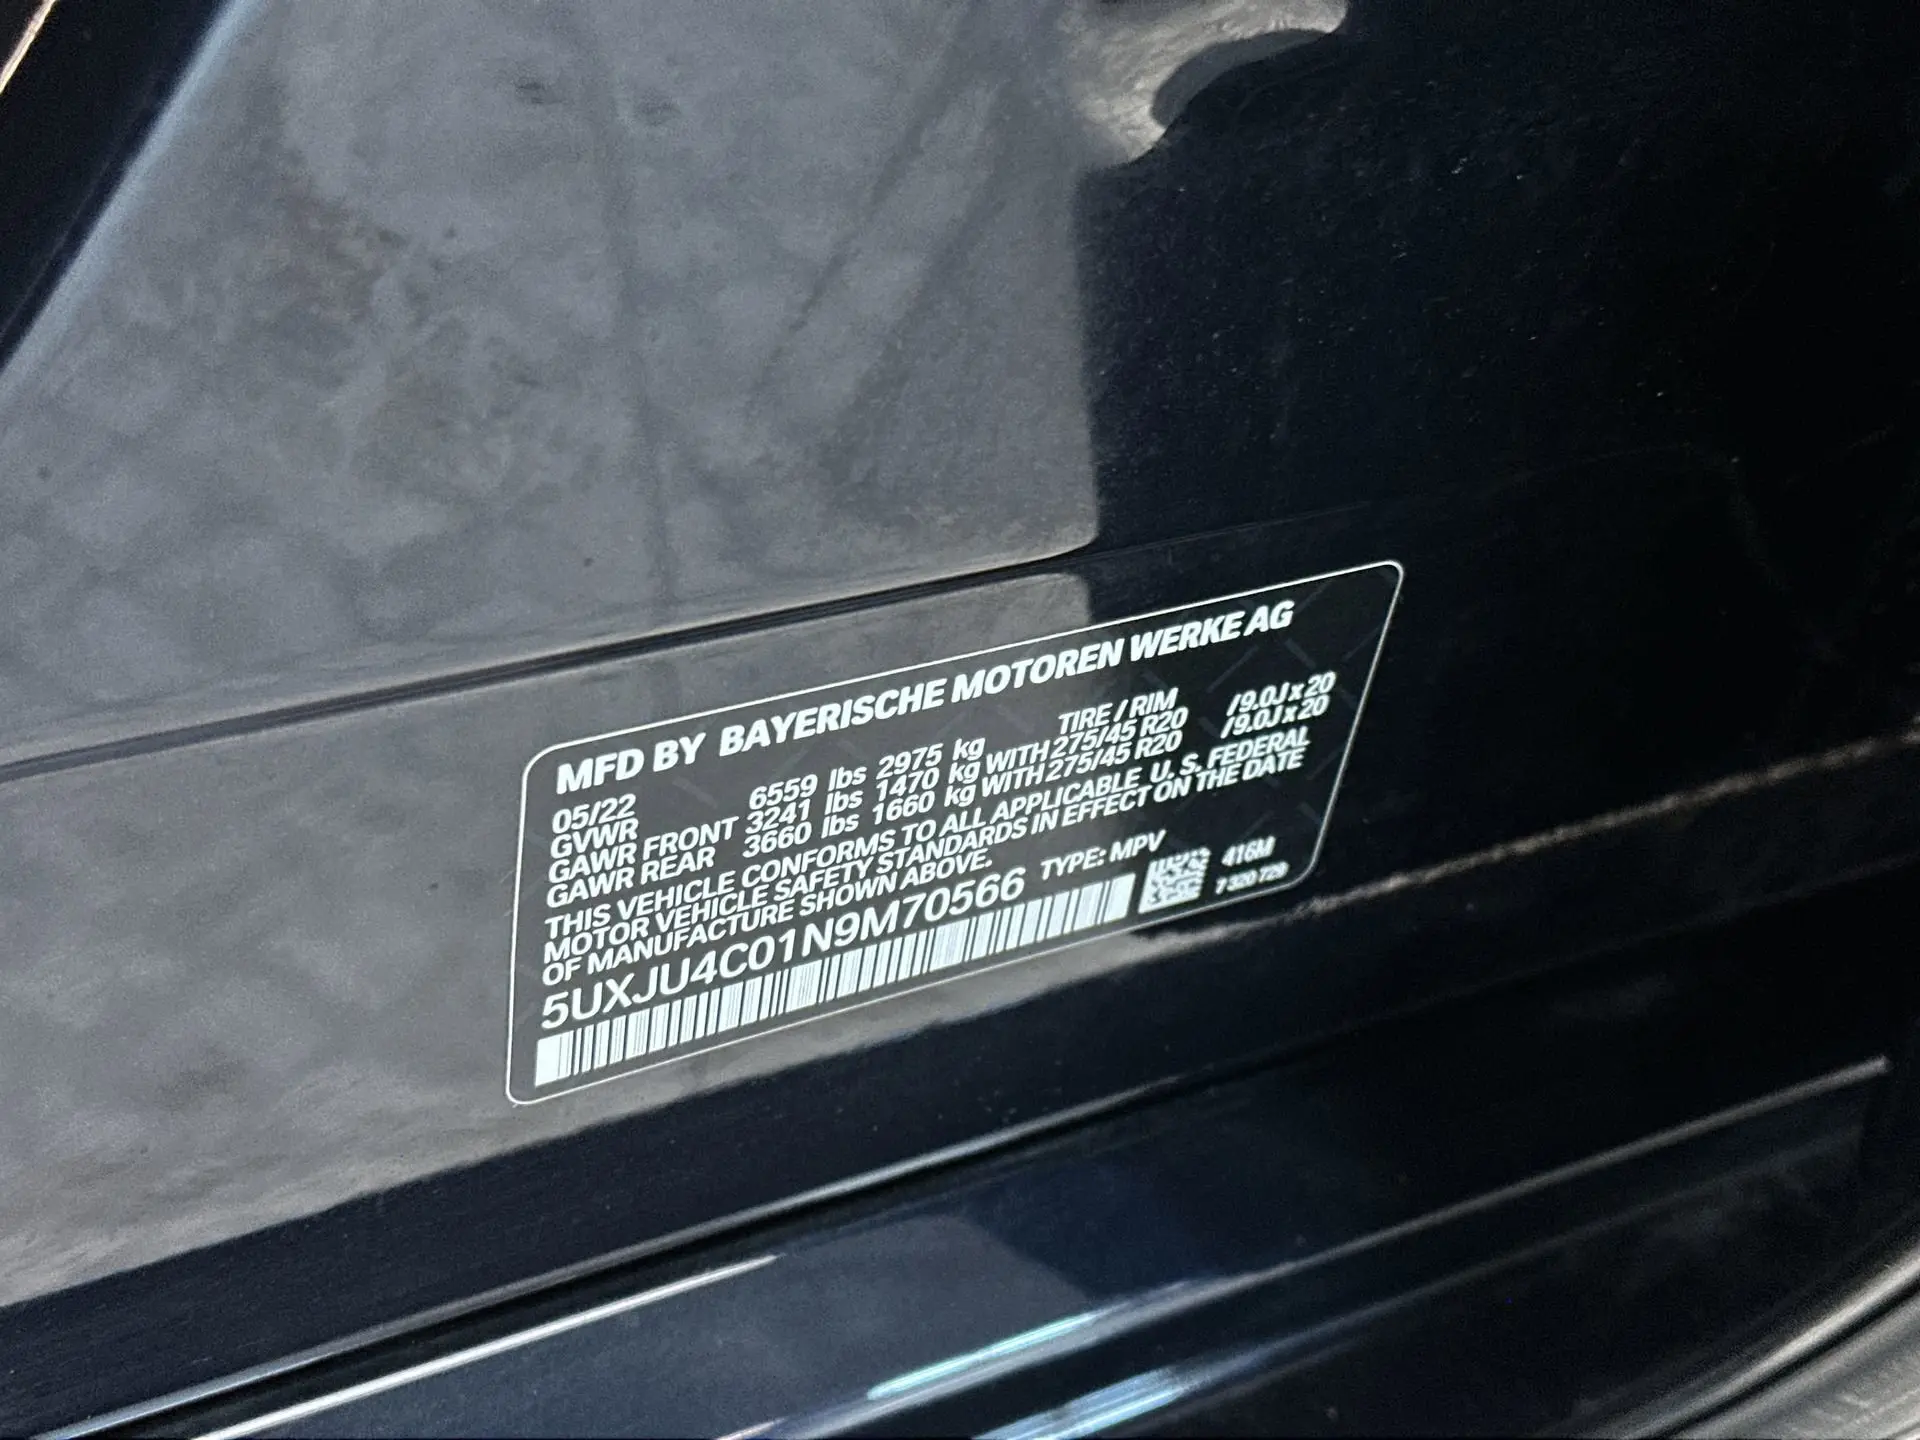 MFD BY BAYERISCHE MOTOREN WERKE AG
05/22 TIRE / RIM
GVWR 6559 lbs 2975 kg
GAWR FRONT 3241 lbs 1470 kg WITH 275/45 R20 /9.0J x 20
GAWR REAR 3660 lbs 1660 kg WITH 275/45 R20 /9.0J x 20
THIS VEHICLE CONFORMS TO ALL APPLICABLE U.S. FEDERAL
MOTOR VEHICLE SAFETY STANDARDS IN EFFECT ON THE DATE
OF MANUFACTURE SHOWN ABOVE.
5UXJU4C01N9M70566 TYPE: MPV
416M
7 320 729